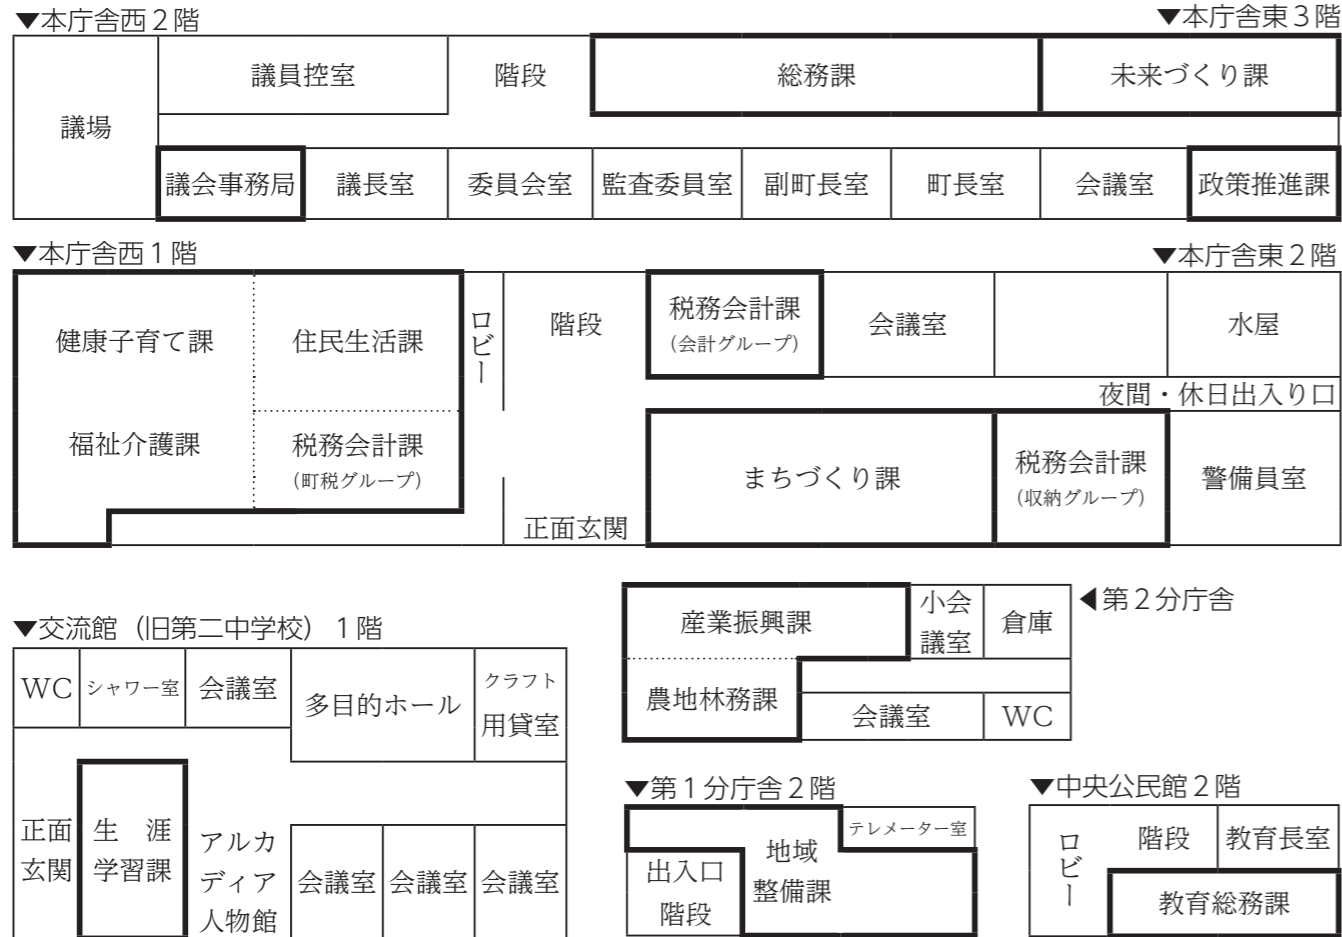 ▼本庁舎西２階
▼本庁舎東３階
議場
議員控室
階段
総務課
未来づくり課
議会事務局
議長室
委員会室
監査委員室
副町長室
町長室
会議室
政策推進課
▼本庁舎西１階
▼本庁舎東２階
健康子育て課
住民生活課
ロビー
階段
税務会計課
（会計グループ）
会議室
水屋
夜間・休日出入り口
福祉介護課
税務会計課
（町税グループ）
正面玄関
まちづくり課
税務会計課
（収納グループ）
警備員室
▼交流館（旧第二中学校）１階
WC
シャワー室
会議室
多目的ホール
クラフト
用貸室
正面
玄関
生　涯
学習課
アルカ
ディア
人物館
会議室
会議室
会議室
◀第２分庁舎
産業振興課
小会
議室
倉庫
農地林務課
会議室
WC
▼第１分庁舎２階
テレメーター室
出入口
階段
地域
整備課
▼中央公民館２階
ロビー
階段
教育長室
教育総務課